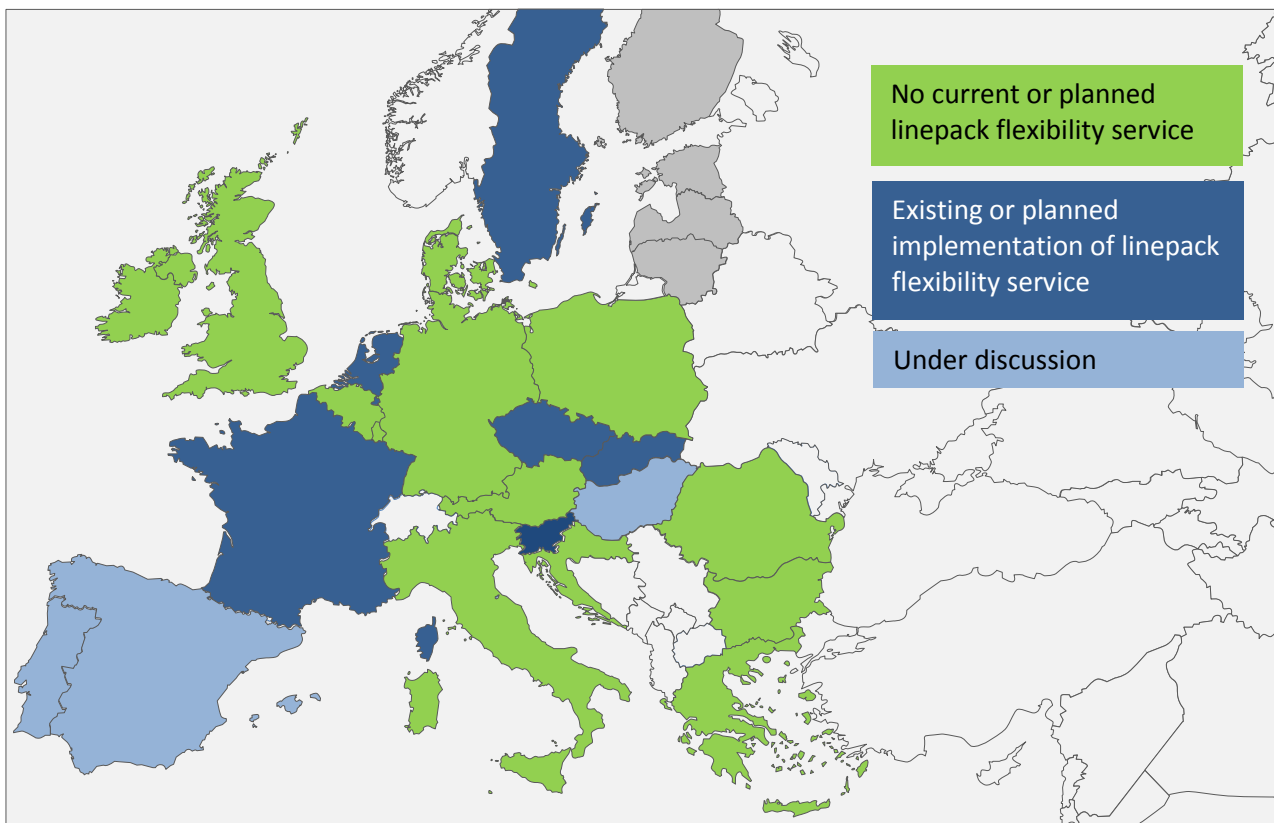 No current or planned
linepack flexibility service
Existing or planned
implementation of linepack
flexibility service
Under discussion